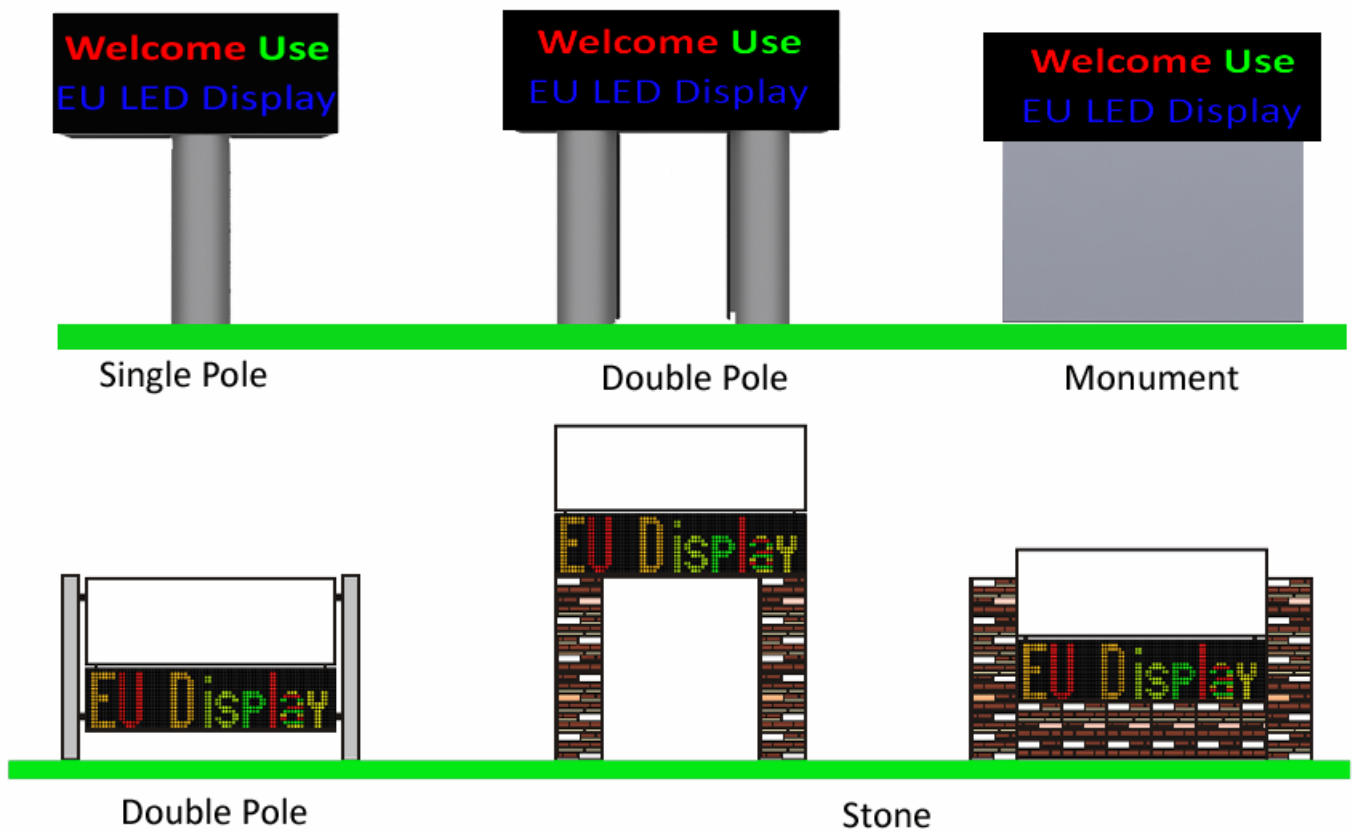 Welcome Use
EU LED Display
Welcome Use
EU LED Display
Welcome Use
EU LED Display
Single Pole
Double Pole
Monument
EU Display
EU Display
EU Display
Double Pole
Stone